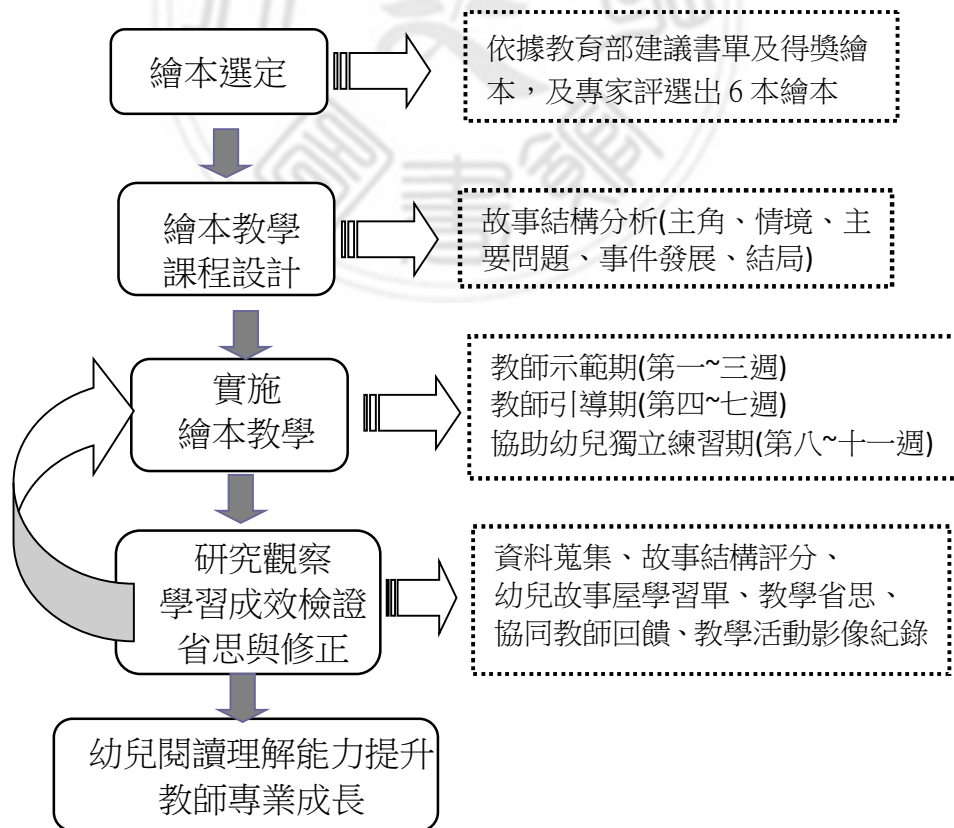 繪本選定
依據教育部建議書單及得獎繪
本，及專家評選出 6 本繪本
繪本教學
課程設計
故事結構分析(主角、情境、主
要問題、事件發展、結局)
實施
繪本教學
教師示範期(第一~三週)
教師引導期(第四~七週)
協助幼兒獨立練習期(第八~十一週)
研究觀察
學習成效檢證
省思與修正
資料蒐集、故事結構評分、
幼兒故事屋學習單、教學省思、
協同教師回饋、教學活動影像紀錄
幼兒閱讀理解能力提升
教師專業成長